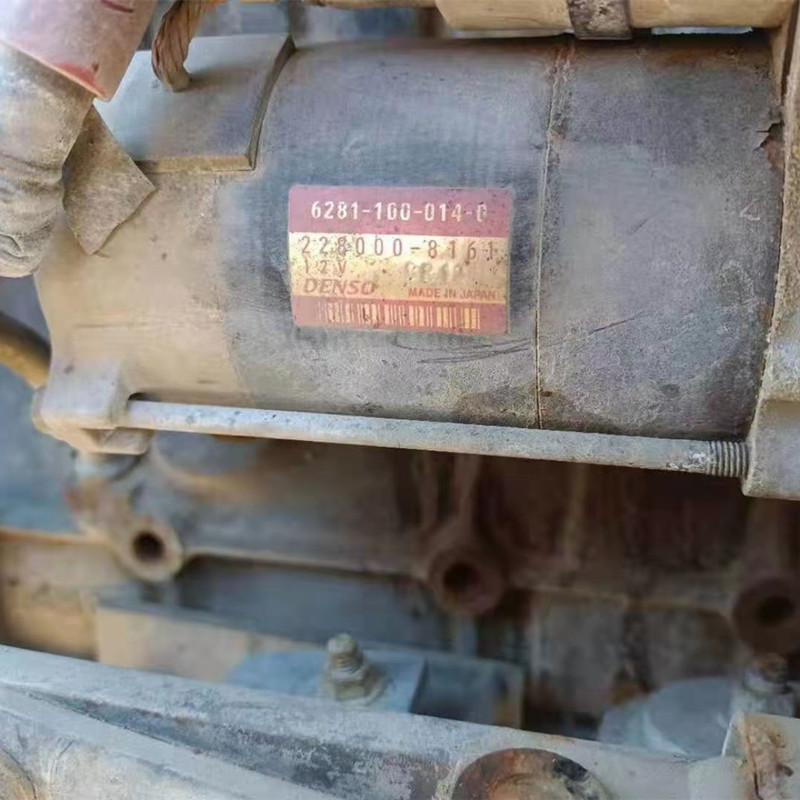 6281-100-014-0
228000-8161
12V
DENSO MADE IN JAPAN